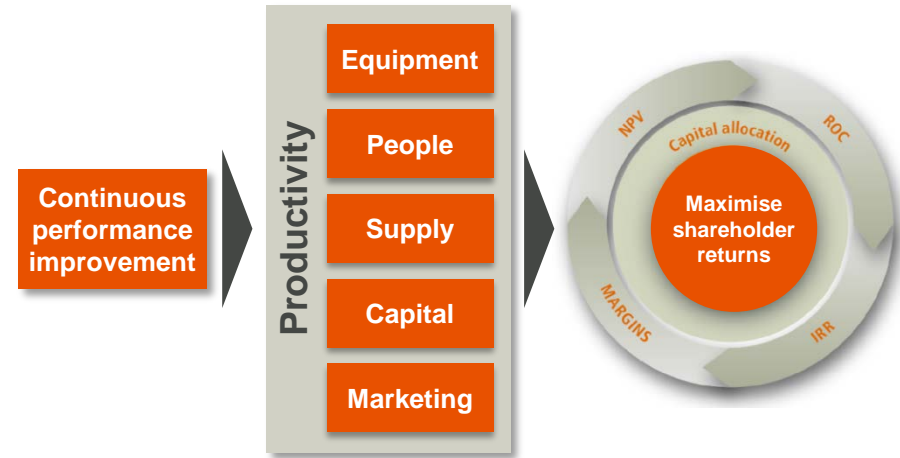 Continuous
performance
improvement
Productivity
Equipment
People
Supply
Capital
Marketing
NPV
ROC
IRR
MARGINS
Capital allocation
Maximise
shareholder
returns